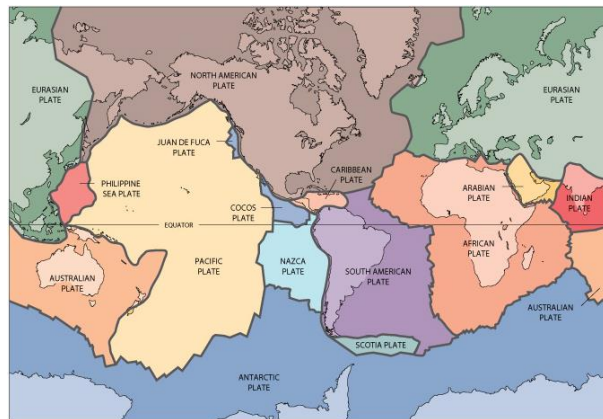 NORTH AMERICAN
PLATE
EURASIAN
PLATE
EURASIAN
PLATE
JUAN DE FUCA
PLATE
CARIBBEAN
PLATE
PHILIPPINE
SEA PLATE
ARABIAN
PLATE
INDIAN
PLATE
COCOS
PLATE
EQUATOR
AFRICAN
PLATE
AUSTRALIAN
PLATE
PACIFIC
PLATE
NAZCA
PLATE
SOUTH AMERICAN
PLATE
AUSTRALIAN
PLATE
SCOTIA PLATE
ANTARCTIC
PLATE